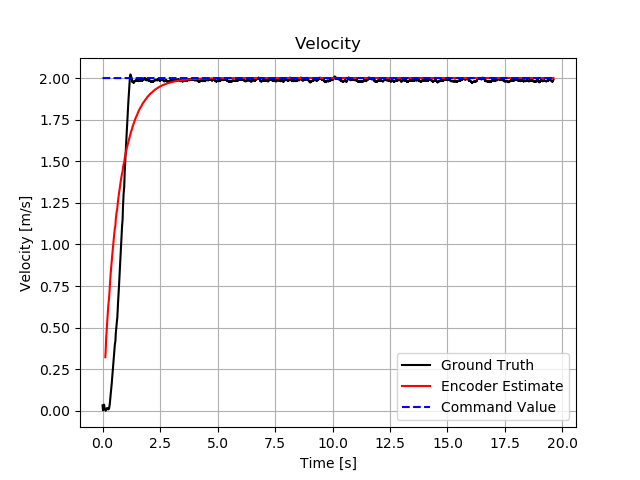 Velocity
2.00
1.75
1.50
1.25
1.00
0.75
0.50
0.25
0.00
Velocity [m/s]
Ground Truth
Encoder Estimate
Command Value
0.0 2.5 5.0 7.5 10.0 12.5 15.0 17.5 20.0
Time [s]